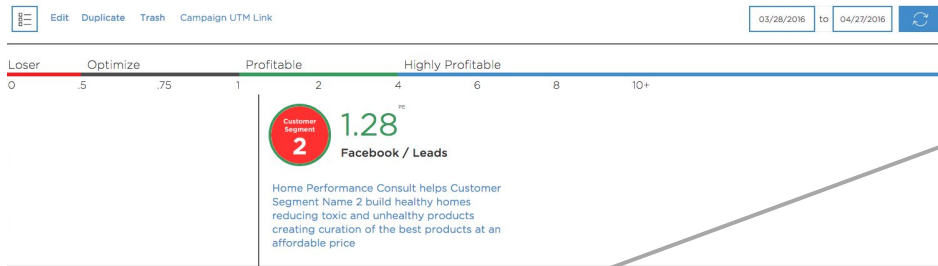 Edit Duplicate Trash Campaign UTM Link 03/28/2016 to 04/27/2016
Loser Optimize Profitable Highly Profitable
0 .5 .75 1 2 4 6 8 10+
Customer
Segment
2
1.28 PE
Facebook / Leads
Home Performance Consult helps Customer
Segment Name 2 build healthy homes
reducing toxic and unhealthy products
creating curation of the best products at an
affordable price